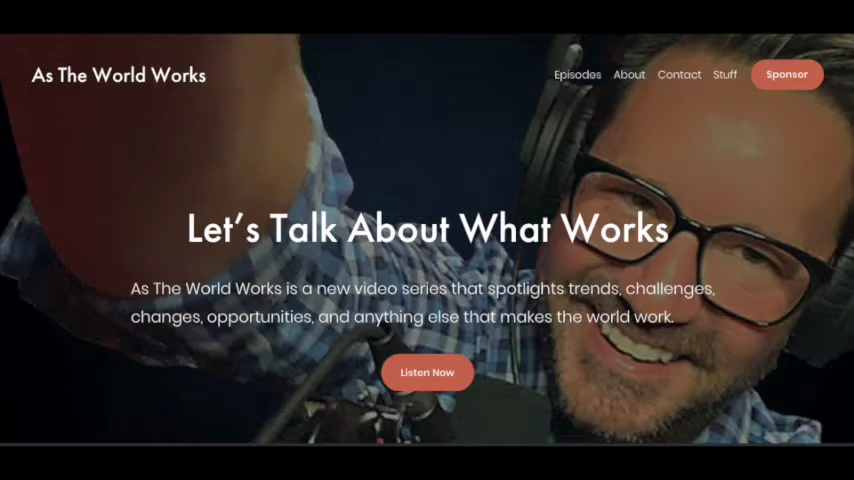 As The World Works
Episodes About Contact Stuff Sponsor
Let's Talk About What Works
As The World Works is a new video series that spotlights trends, challenges,
changes, opportunities, and anything else that makes the world work.
Listen Now